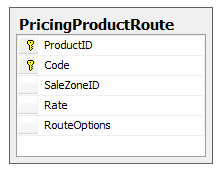 PricingProductRoute
ProductID
Code
SaleZoneID
Rate
RouteOptions